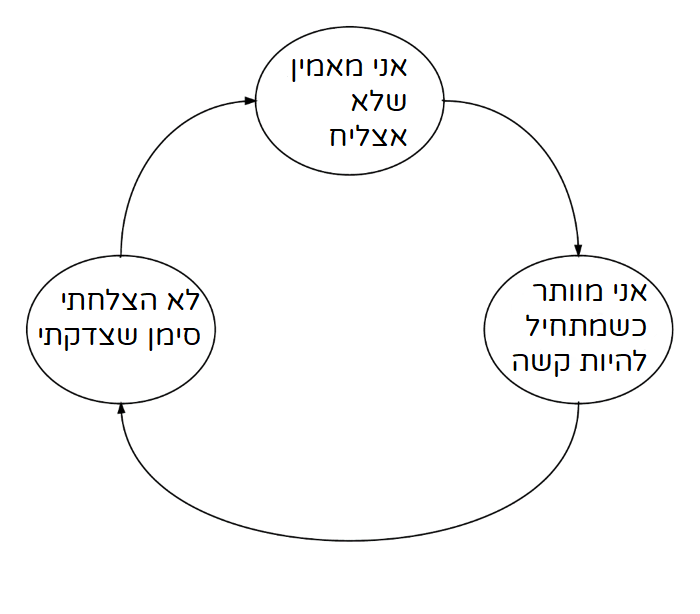 אני מאמין
שלא
אצליח
אני מוותר
כשמתחיל
להיות קשה
לא הצלחתי
סימן שצדקתי